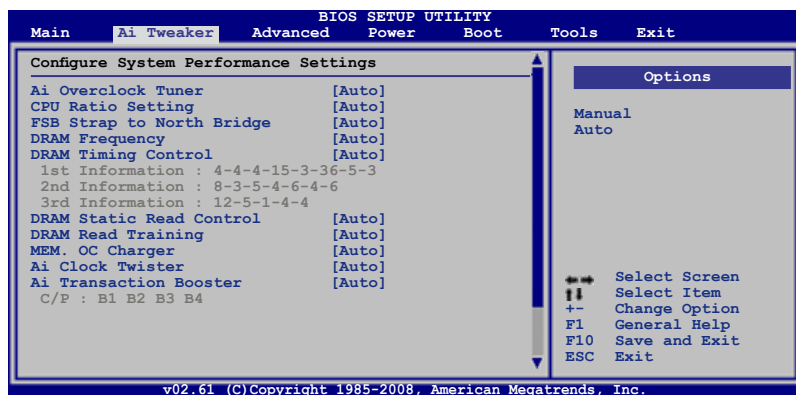 BIOS SETUP UTILITY
Main Ai Tweaker Advanced Power Boot Tools Exit
Configure System Performance Settings
Ai Overclock Tuner [Auto]
CPU Ratio Setting [Auto]
FSB Strap to North Bridge [Auto]
DRAM Frequency [Auto]
DRAM Timing Control [Auto]
1st Information : 4-4-4-15-3-36-5-3
2nd Information : 8-3-5-4-6-4-6
3rd Information : 12-5-1-4-4
DRAM Static Read Control [Auto]
DRAM Read Training [Auto]
MEM. OC Charger [Auto]
Ai Clock Twister [Auto]
Ai Transaction Booster [Auto]
C/P : B1 B2 B3 B4
Options
Manual
Auto
←→ Select Screen
↑↓ Select Item
+- Change Option
F1 General Help
F10 Save and Exit
ESC Exit
v02.61 (C)Copyright 1985-2008, American Megatrends, Inc.